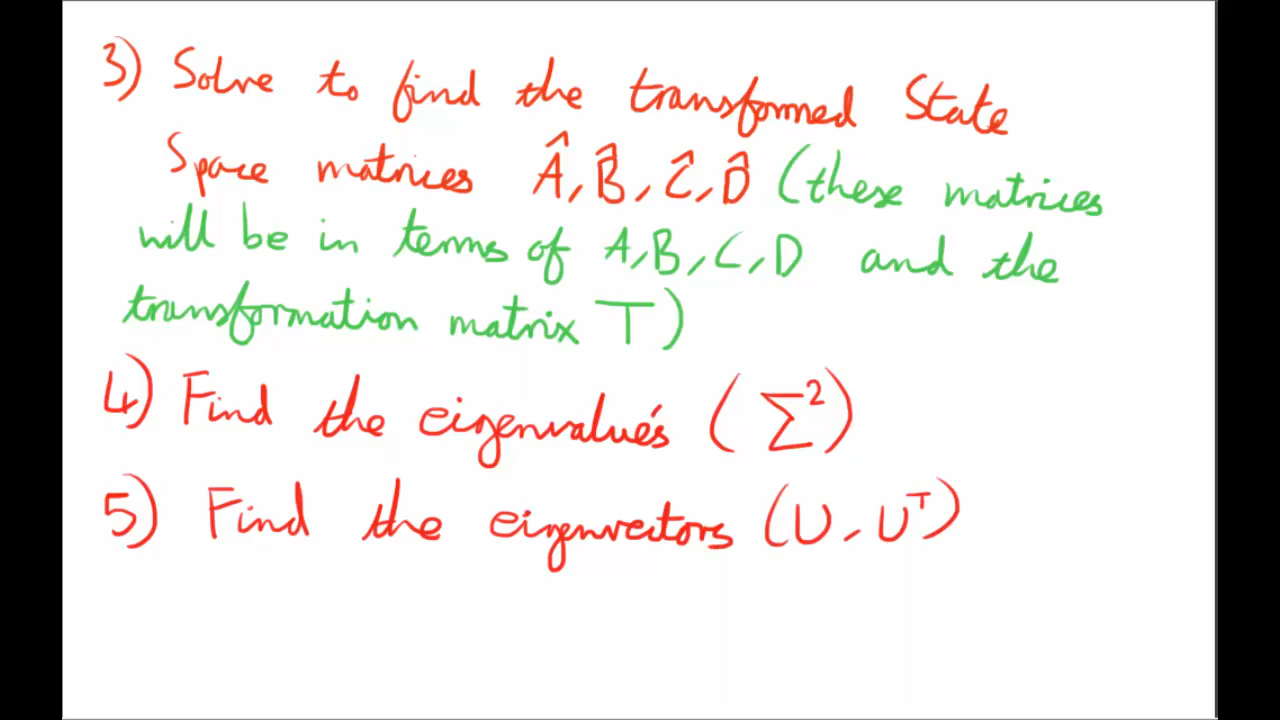 3) Solve to find the transformed State
Space matrices Â, B̂, Ĉ, D̂ (these matrices
will be in terms of A, B, C, D and the
transformation matrix T)
4) Find the eigenvalues (Σ²)
5) Find the eigenvectors (U, Uᵀ)